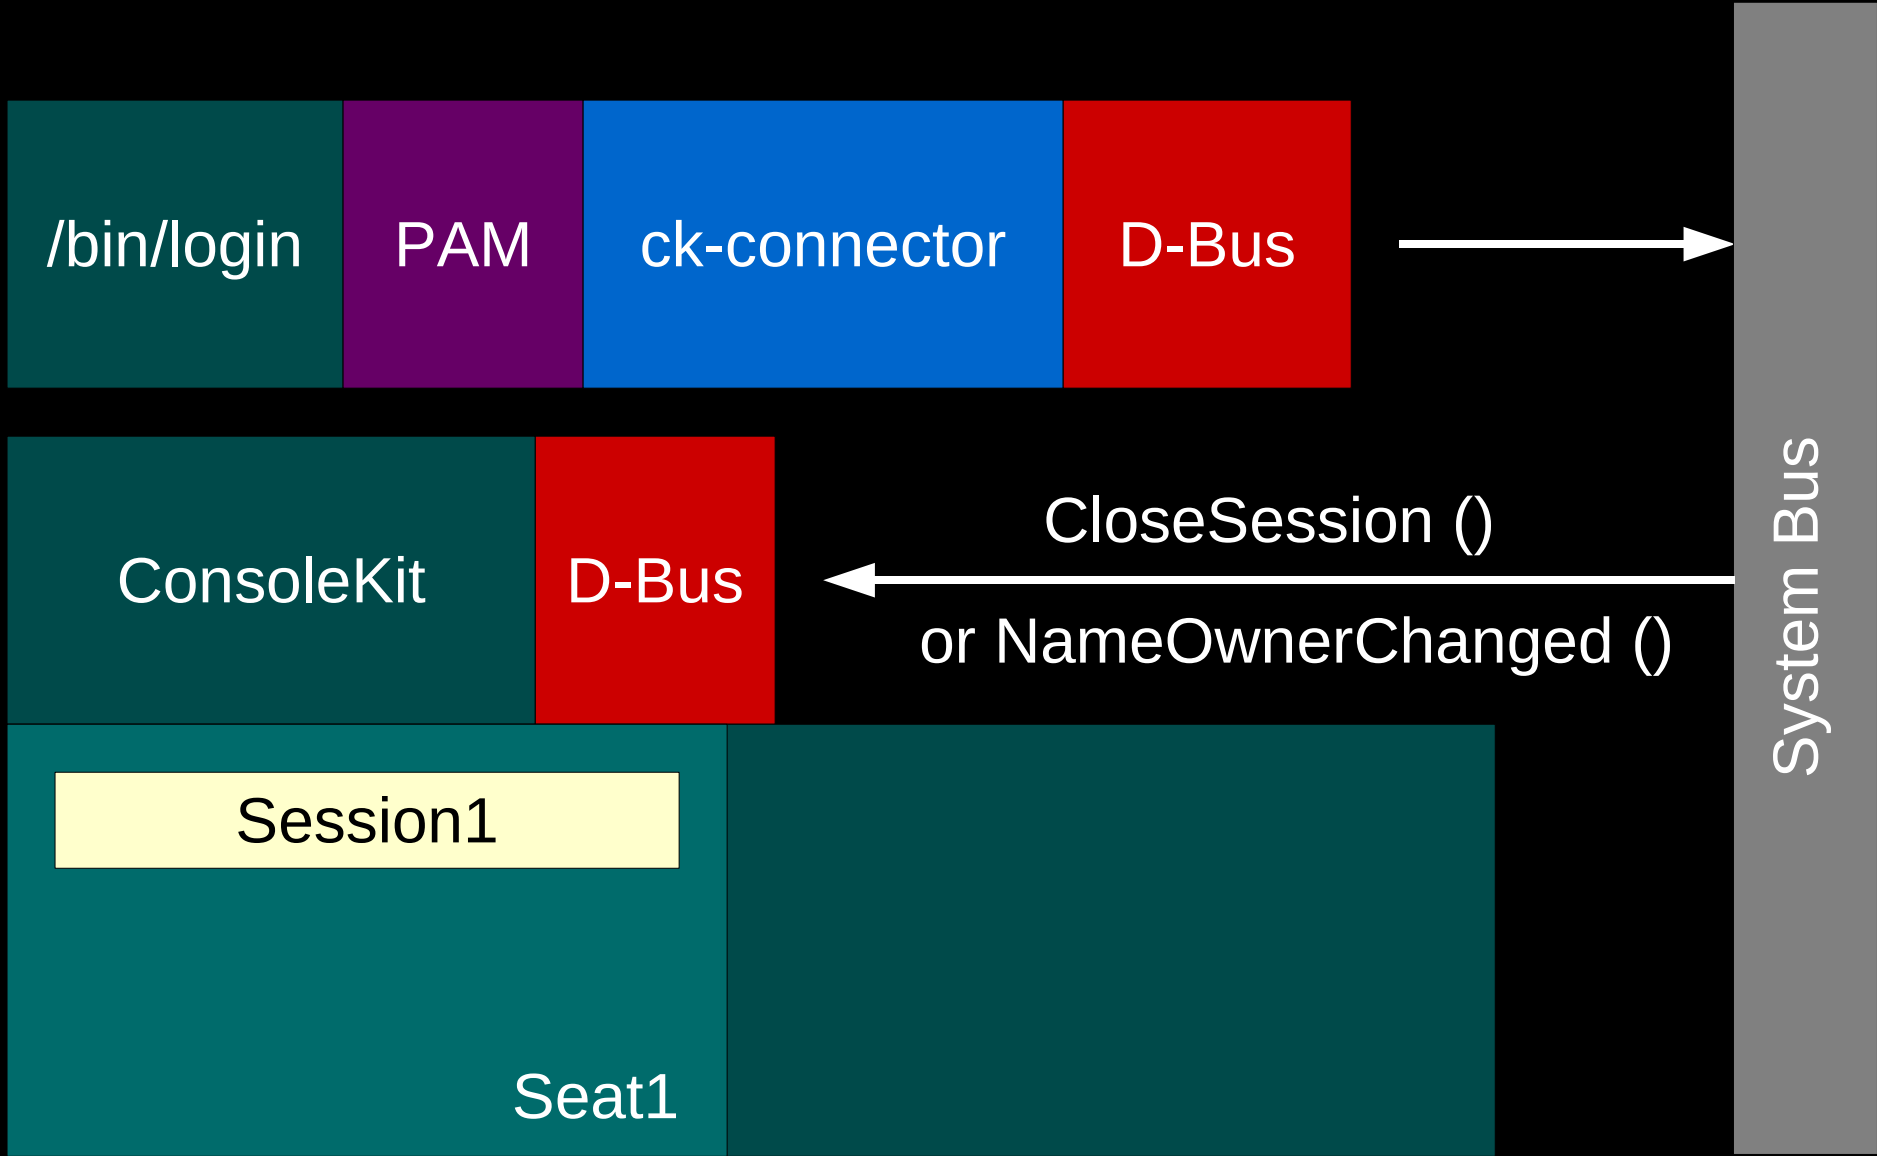 /bin/login
PAM
ck-connector
D-Bus
ConsoleKit
D-Bus
CloseSession ()
or NameOwnerChanged ()
System Bus
Session1
Seat1